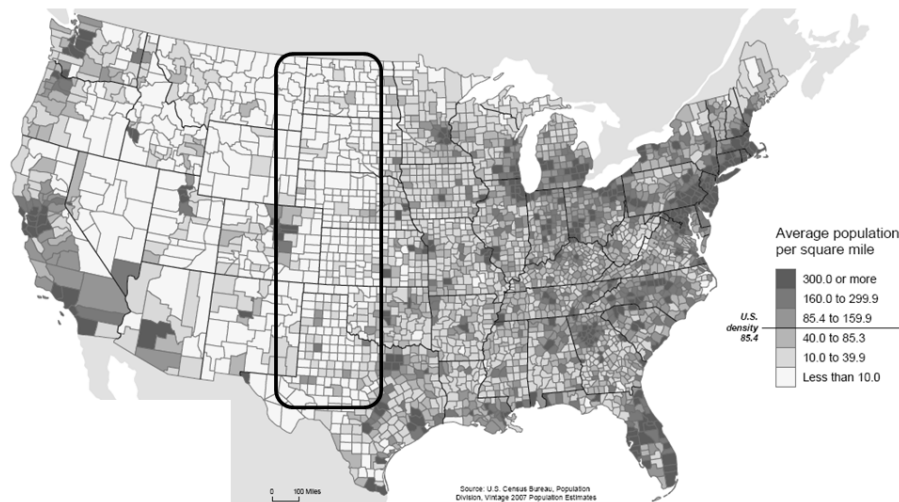 Average population
per square mile
300.0 or more
160.0 to 299.9
85.4 to 159.9
U.S.
density
85.4
40.0 to 85.3
10.0 to 39.9
Less than 10.0
0 100 Miles
Source: U.S. Census Bureau, Population
Division, Vintage 2007 Population Estimates